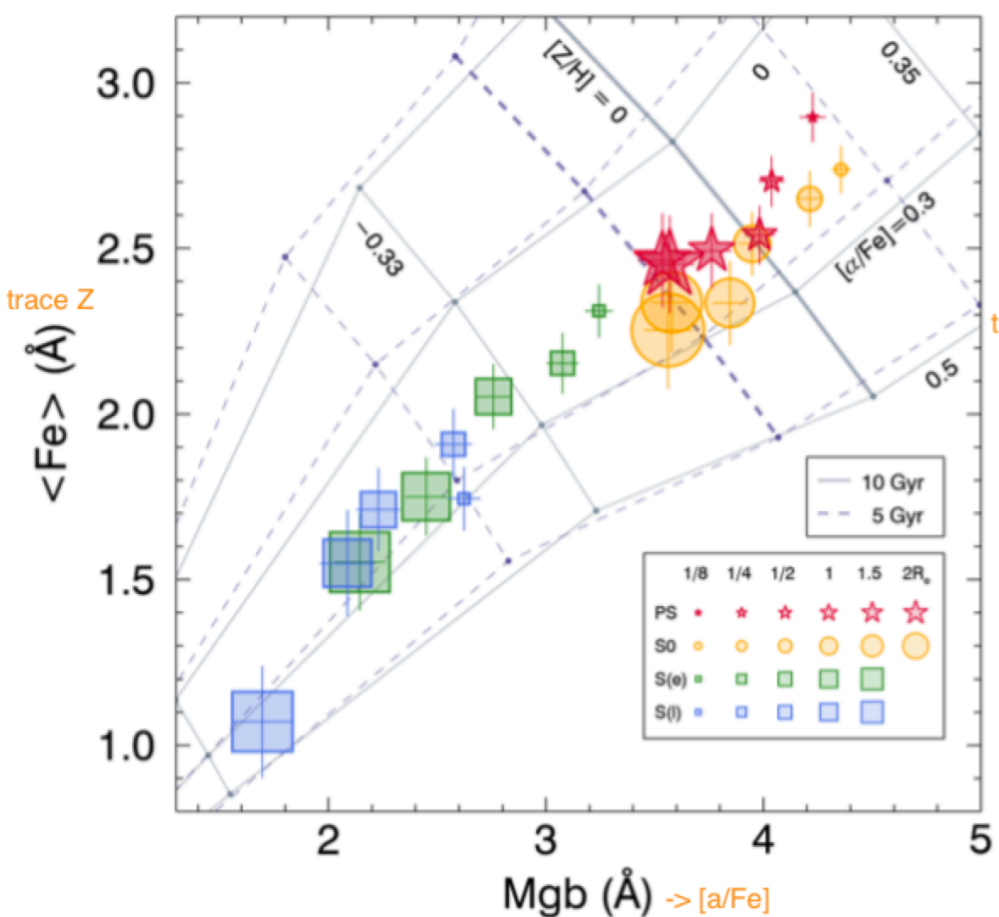 3.0
2.5
2.0
1.5
1.0
<Fe> (Å)
trace Z
[Z/H] = 0
0
0.35
-0.33
[α/Fe]=0.3
0.5
t
10 Gyr
5 Gyr
1/8 1/4 1/2 1 1.5 2Rₑ
PS
S0
S(e)
S(l)
2 3 4 5
Mgb (Å) -> [a/Fe]